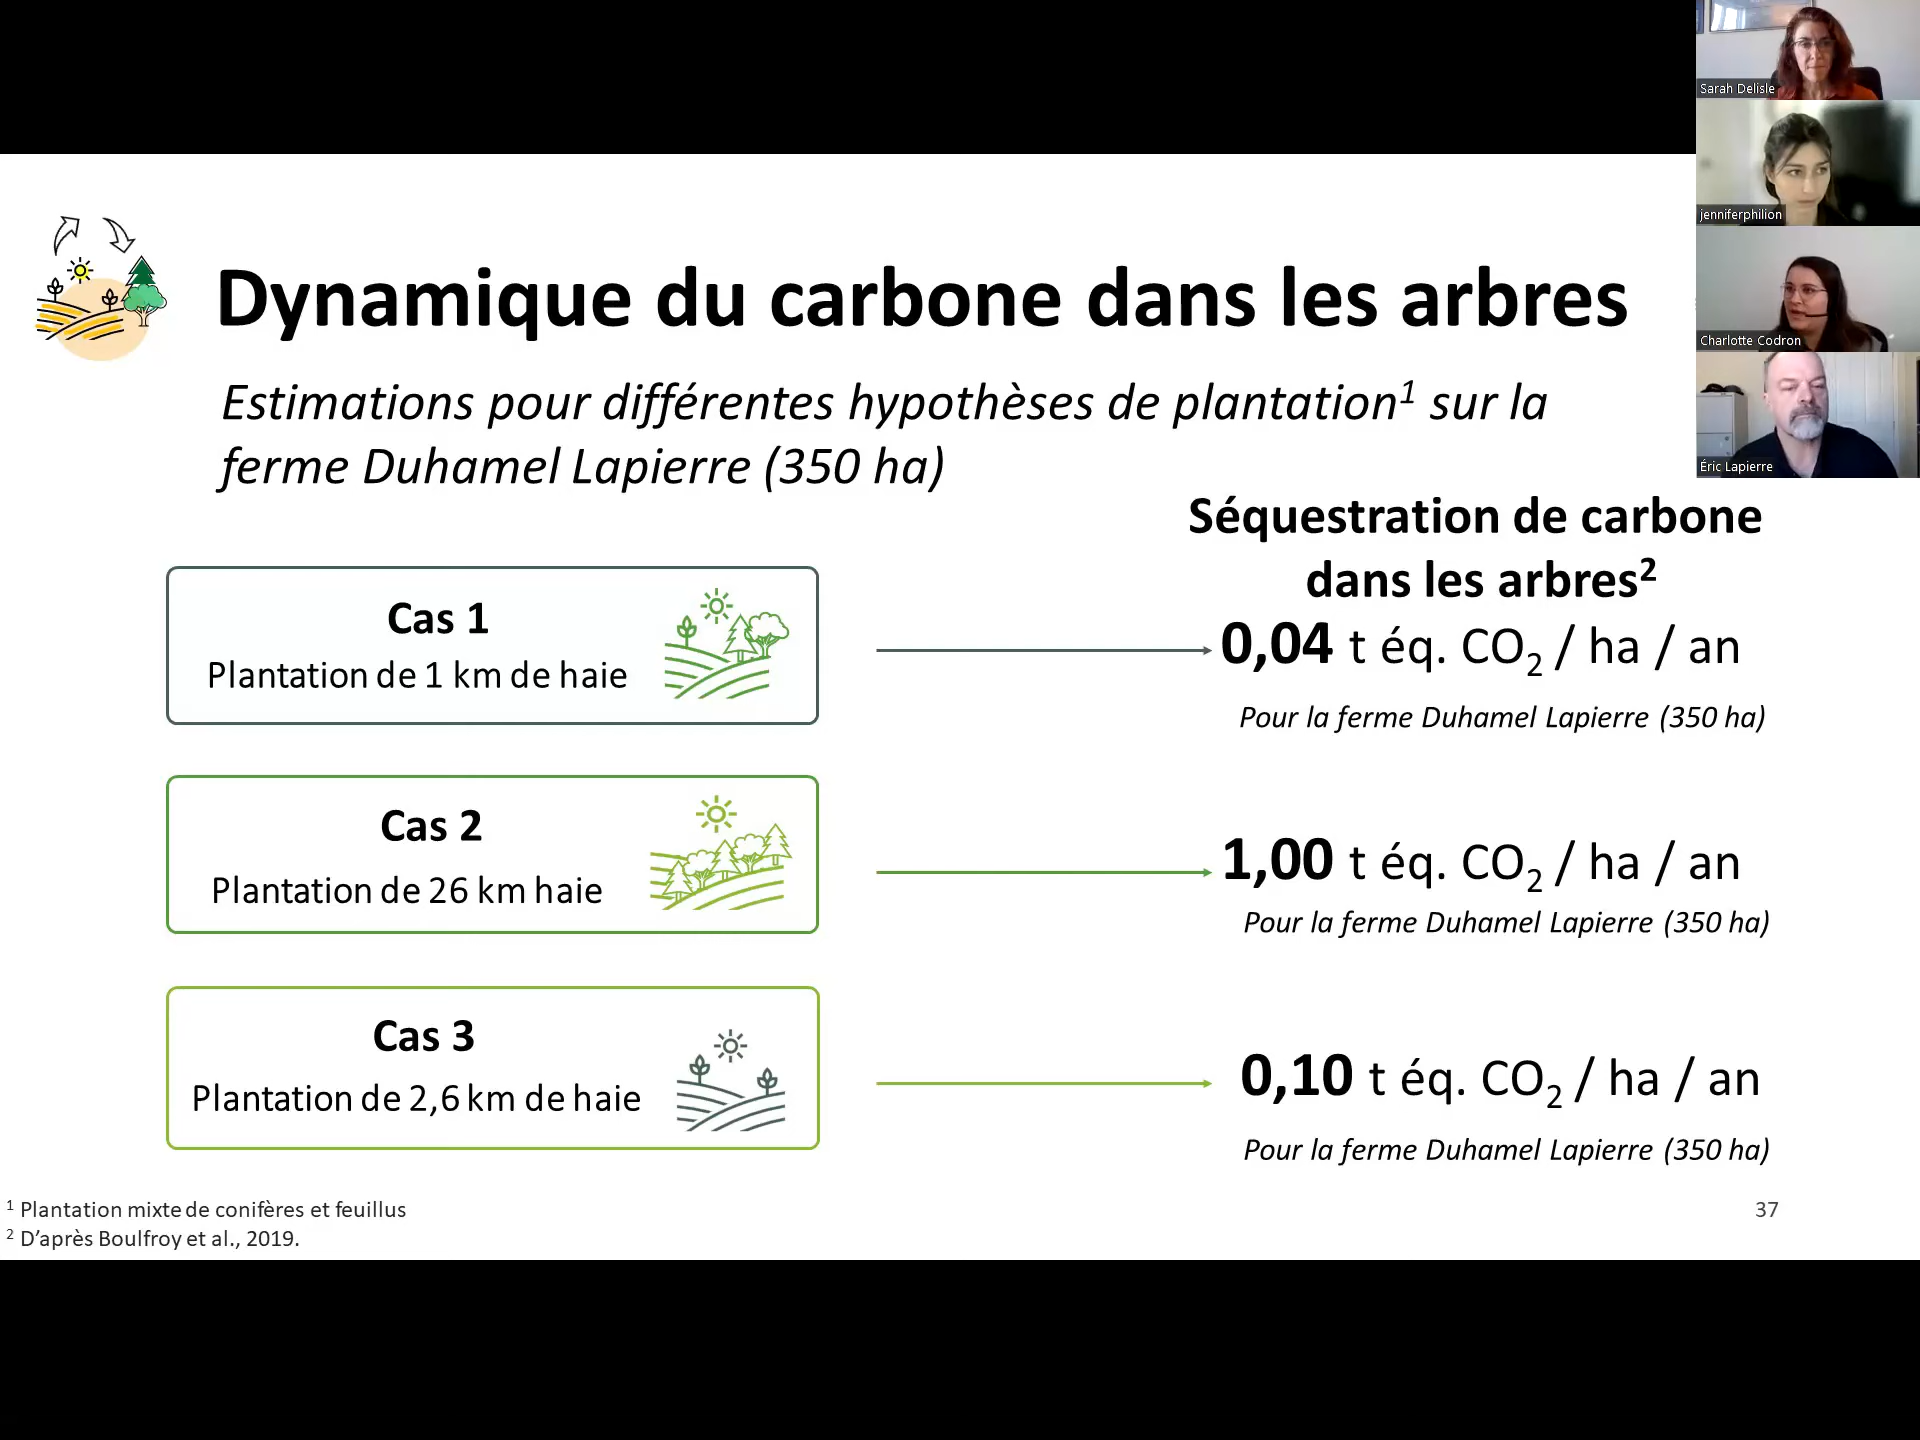 Sarah Delisle
jenniferphilion
Charlotte Codron
Éric Lapierre
Dynamique du carbone dans les arbres
Estimations pour différentes hypothèses de plantation¹ sur la
ferme Duhamel Lapierre (350 ha)
Séquestration de carbone
dans les arbres²
Cas 1
Plantation de 1 km de haie
0,04 t éq. CO₂ / ha / an
Pour la ferme Duhamel Lapierre (350 ha)
Cas 2
Plantation de 26 km haie
1,00 t éq. CO₂ / ha / an
Pour la ferme Duhamel Lapierre (350 ha)
Cas 3
Plantation de 2,6 km de haie
0,10 t éq. CO₂ / ha / an
Pour la ferme Duhamel Lapierre (350 ha)
¹ Plantation mixte de conifères et feuillus
² D’après Boulfroy et al., 2019.
37